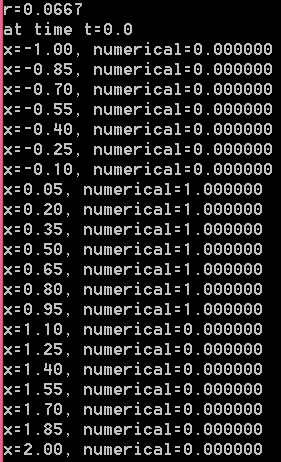 r=0.0667
at time t=0.0
x=-1.00, numerical=0.000000
x=-0.85, numerical=0.000000
x=-0.70, numerical=0.000000
x=-0.55, numerical=0.000000
x=-0.40, numerical=0.000000
x=-0.25, numerical=0.000000
x=-0.10, numerical=0.000000
x=0.05, numerical=1.000000
x=0.20, numerical=1.000000
x=0.35, numerical=1.000000
x=0.50, numerical=1.000000
x=0.65, numerical=1.000000
x=0.80, numerical=1.000000
x=0.95, numerical=1.000000
x=1.10, numerical=0.000000
x=1.25, numerical=0.000000
x=1.40, numerical=0.000000
x=1.55, numerical=0.000000
x=1.70, numerical=0.000000
x=1.85, numerical=0.000000
x=2.00, numerical=0.000000